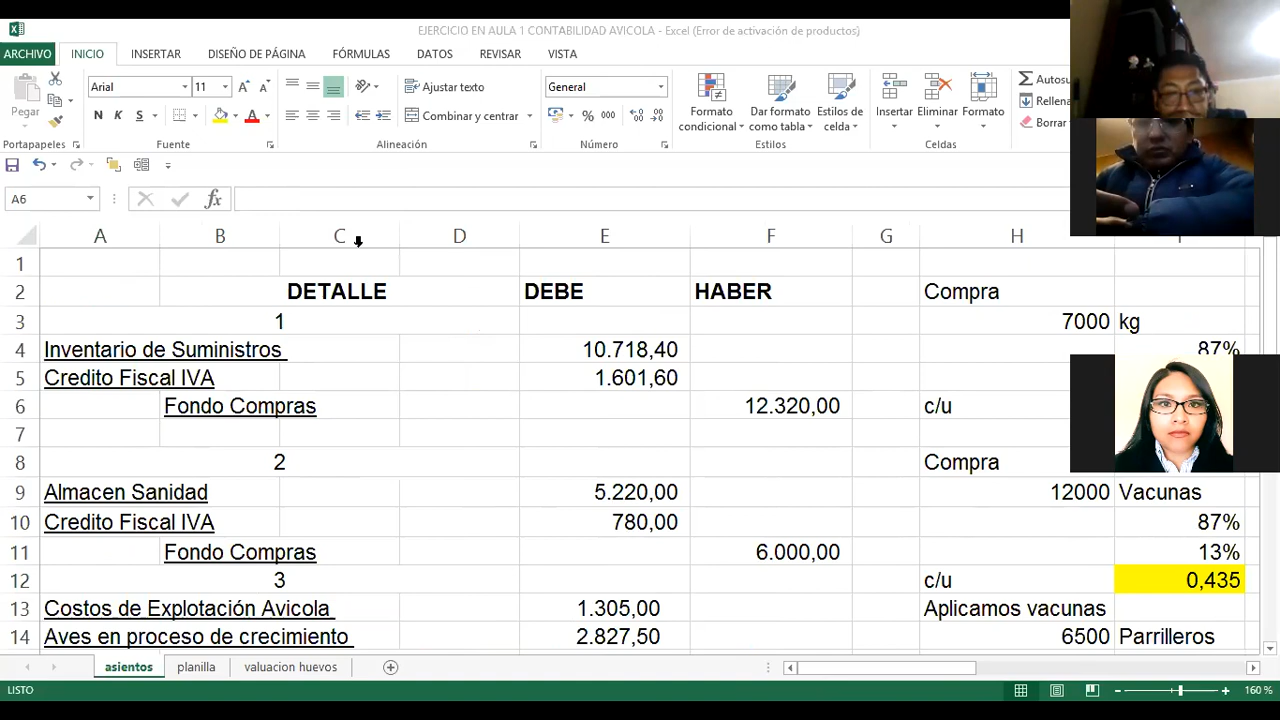 EJERCICIO EN AULA 1 CONTABILIDAD AVICOLA - Excel (Error de activación de productos)
ARCHIVO INICIO INSERTAR DISEÑO DE PÁGINA FÓRMULAS DATOS REVISAR VISTA
Pegar
Arial 11
N K S
Ajustar texto
Combinar y centrar
General
% 000
Formato condicional
Dar formato como tabla
Estilos de celda
Insertar Eliminar Formato
Autosu
Rellena
Borrar
Portapapeles Fuente Alineación Número Estilos Celdas
A6 fx
A B C D E F G H
1
2 DETALLE DEBE HABER Compra
3 1 7000 kg
4 Inventario de Suministros 10.718,40 87%
5 Credito Fiscal IVA 1.601,60
6 Fondo Compras 12.320,00 c/u
7
8 2 Compra
9 Almacen Sanidad 5.220,00 12000 Vacunas
10 Credito Fiscal IVA 780,00 87%
11 Fondo Compras 6.000,00 13%
12 3 c/u 0,435
13 Costos de Explotación Avicola 1.305,00 Aplicamos vacunas
14 Aves en proceso de crecimiento 2.827,50 6500 Parrilleros
asientos planilla valuacion huevos
LISTO 160 %